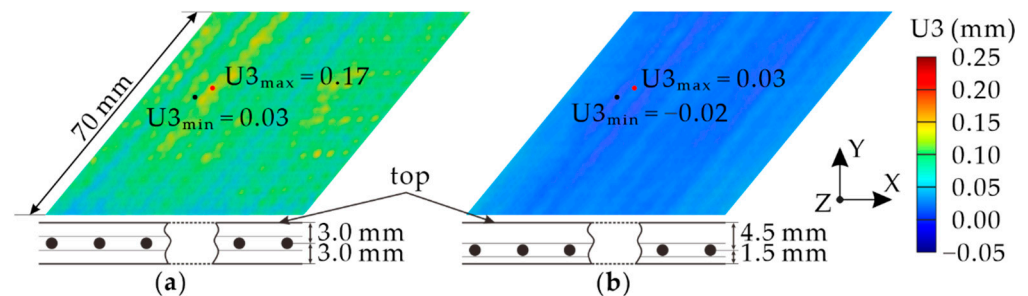 U3 (mm)
70 mm
U3max = 0.17
U3min = 0.03
U3max = 0.03
U3min = −0.02
0.25
0.20
0.15
0.10
0.05
0.00
−0.05
Y
X
Z
top
3.0 mm
3.0 mm
4.5 mm
1.5 mm
(a)
(b)